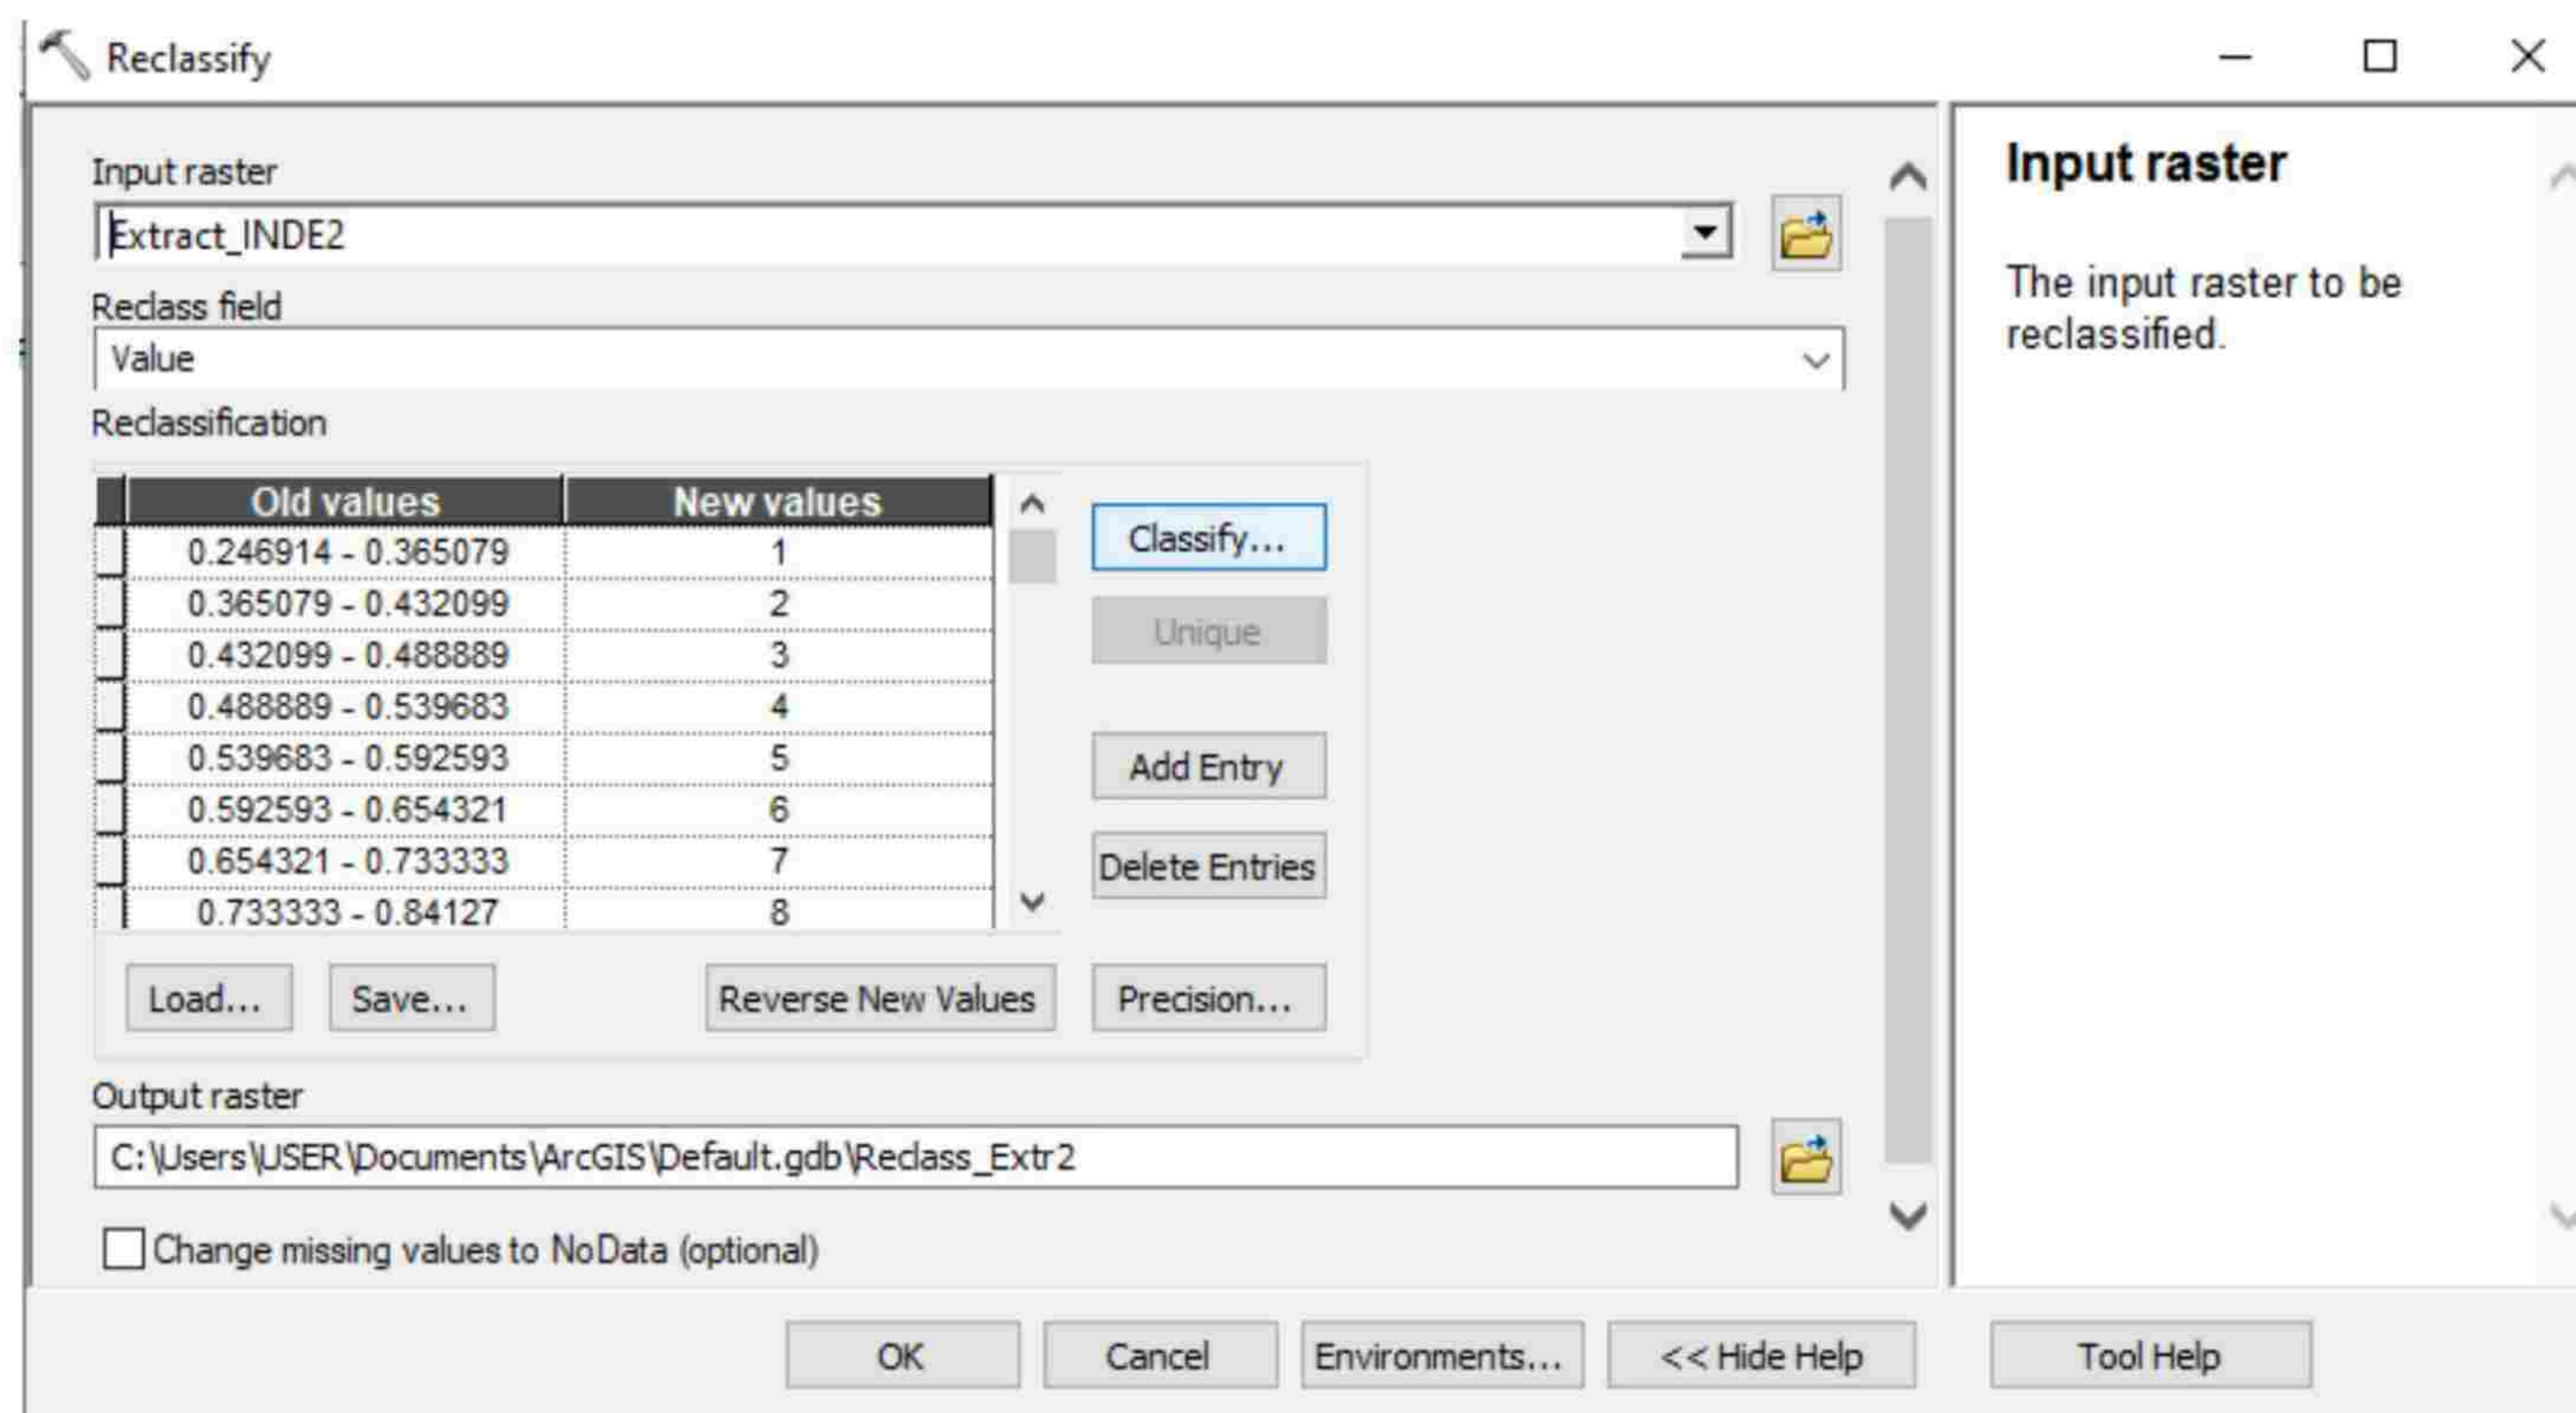 Reclassify
Input raster
Extract_INDE2
Reclass field
Value
Reclassification
Old values New values
0.246914 - 0.365079 1
0.365079 - 0.432099 2
0.432099 - 0.488889 3
0.488889 - 0.539683 4
0.539683 - 0.592593 5
0.592593 - 0.654321 6
0.654321 - 0.733333 7
0.733333 - 0.84127 8
Classify...
Unique
Add Entry
Delete Entries
Load... Save... Reverse New Values Precision...
Output raster
C:\Users\USER\Documents\ArcGIS\Default.gdb\Reclass_Extr2
Change missing values to NoData (optional)
Input raster
The input raster to be
reclassified.
OK Cancel Environments... << Hide Help Tool Help